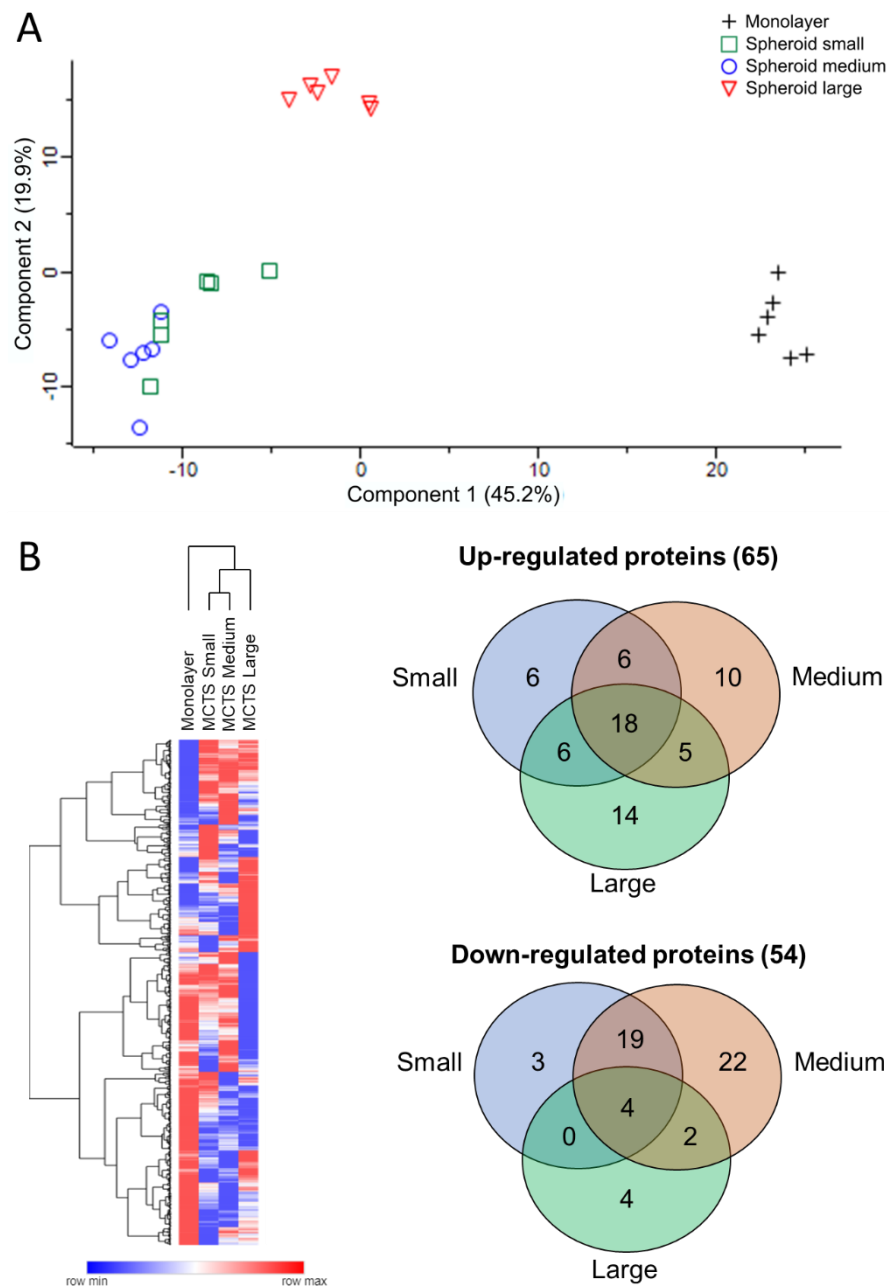 A
Monolayer
Spheroid small
Spheroid medium
Spheroid large
Component 2 (19.9%)
10
0
-10
-10
0
10
20
Component 1 (45.2%)
B
Monolayer
MCTS Small
MCTS Medium
MCTS Large
row min
row max
Up-regulated proteins (65)
Small
6
6
10
Medium
18
6
5
14
Large
Down-regulated proteins (54)
Small
3
19
22
Medium
4
0
2
4
Large